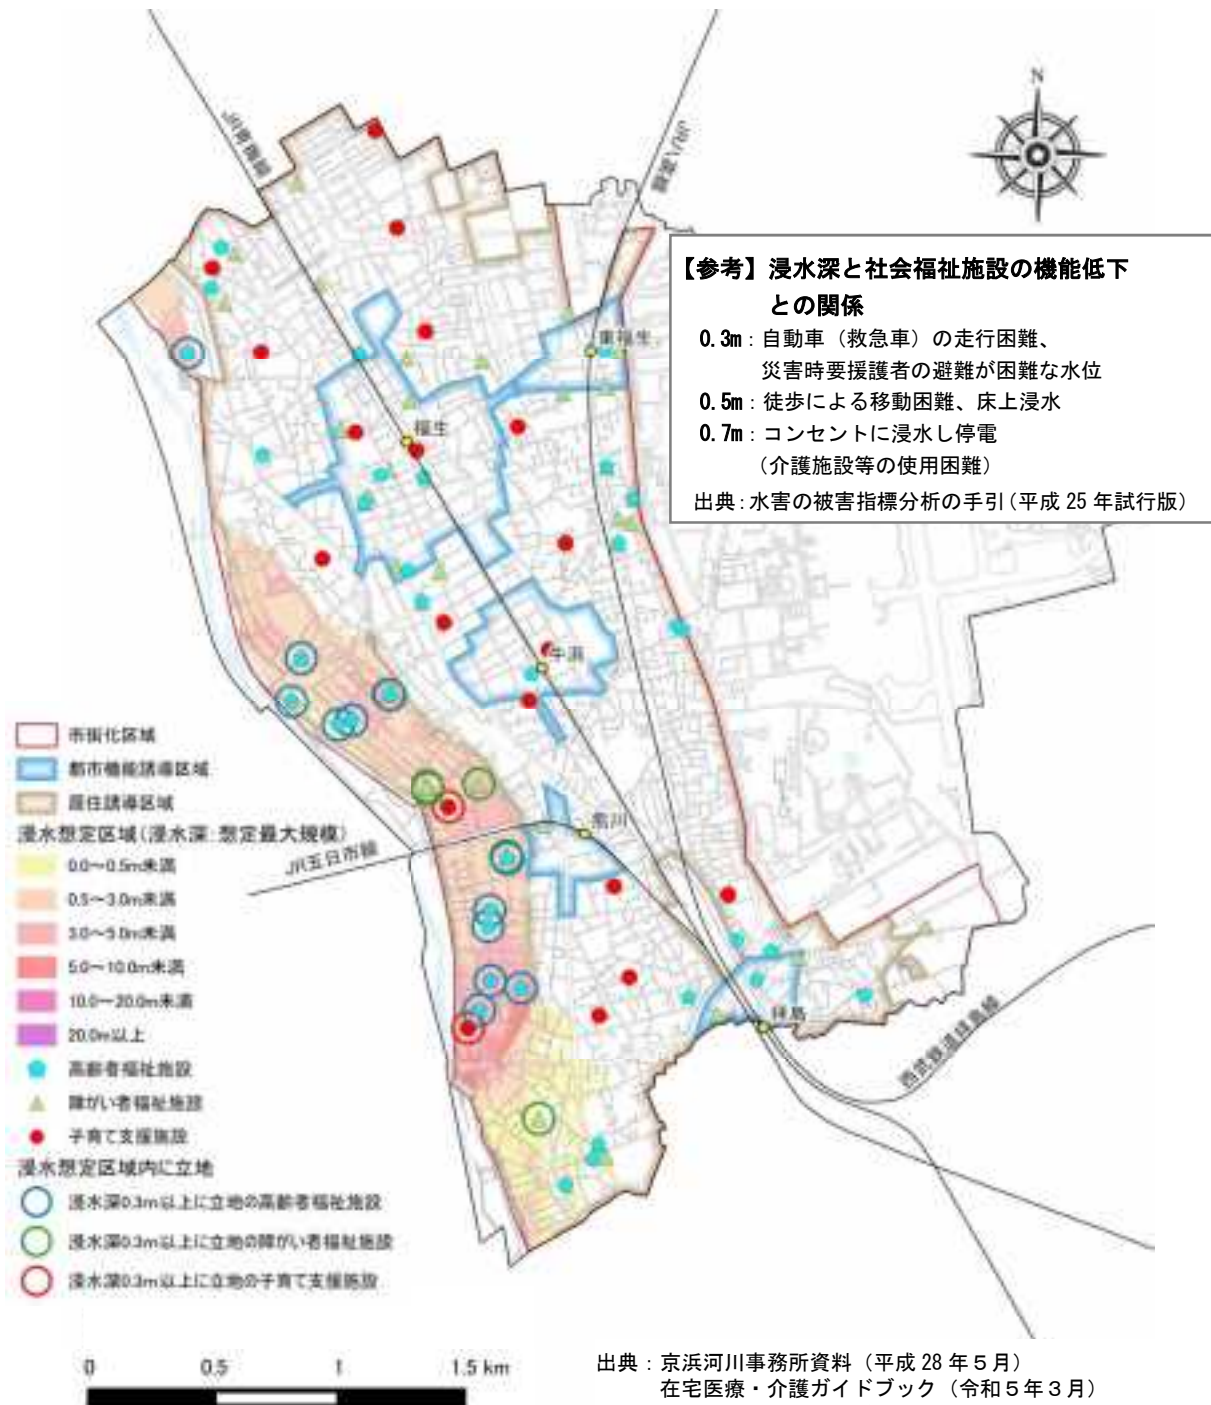 N
JR青梅線
JR八高線
【参考】浸水深と社会福祉施設の機能低下
との関係
0.3m：自動車（救急車）の走行困難、
災害時要援護者の避難が困難な水位
0.5m：徒歩による移動困難、床上浸水
0.7m：コンセントに浸水し停電
（介護施設等の使用困難）
出典：水害の被害指標分析の手引（平成 25 年試行版）
東福生
福生
牛浜
熊川
拝島
JR五日市線
西武鉄道拝島線
市街化区域
都市機能誘導区域
居住誘導区域
浸水想定区域（浸水深：想定最大規模）
0.0～0.5m未満
0.5～3.0m未満
3.0～5.0m未満
5.0～10.0m未満
10.0～20.0m未満
20.0m以上
高齢者福祉施設
障がい者福祉施設
子育て支援施設
浸水想定区域内に立地
浸水深0.3m以上に立地の高齢者福祉施設
浸水深0.3m以上に立地の障がい者福祉施設
浸水深0.3m以上に立地の子育て支援施設
0 0.5 1 1.5 km
出典：京浜河川事務所資料（平成 28 年５月）
在宅医療・介護ガイドブック（令和５年３月）